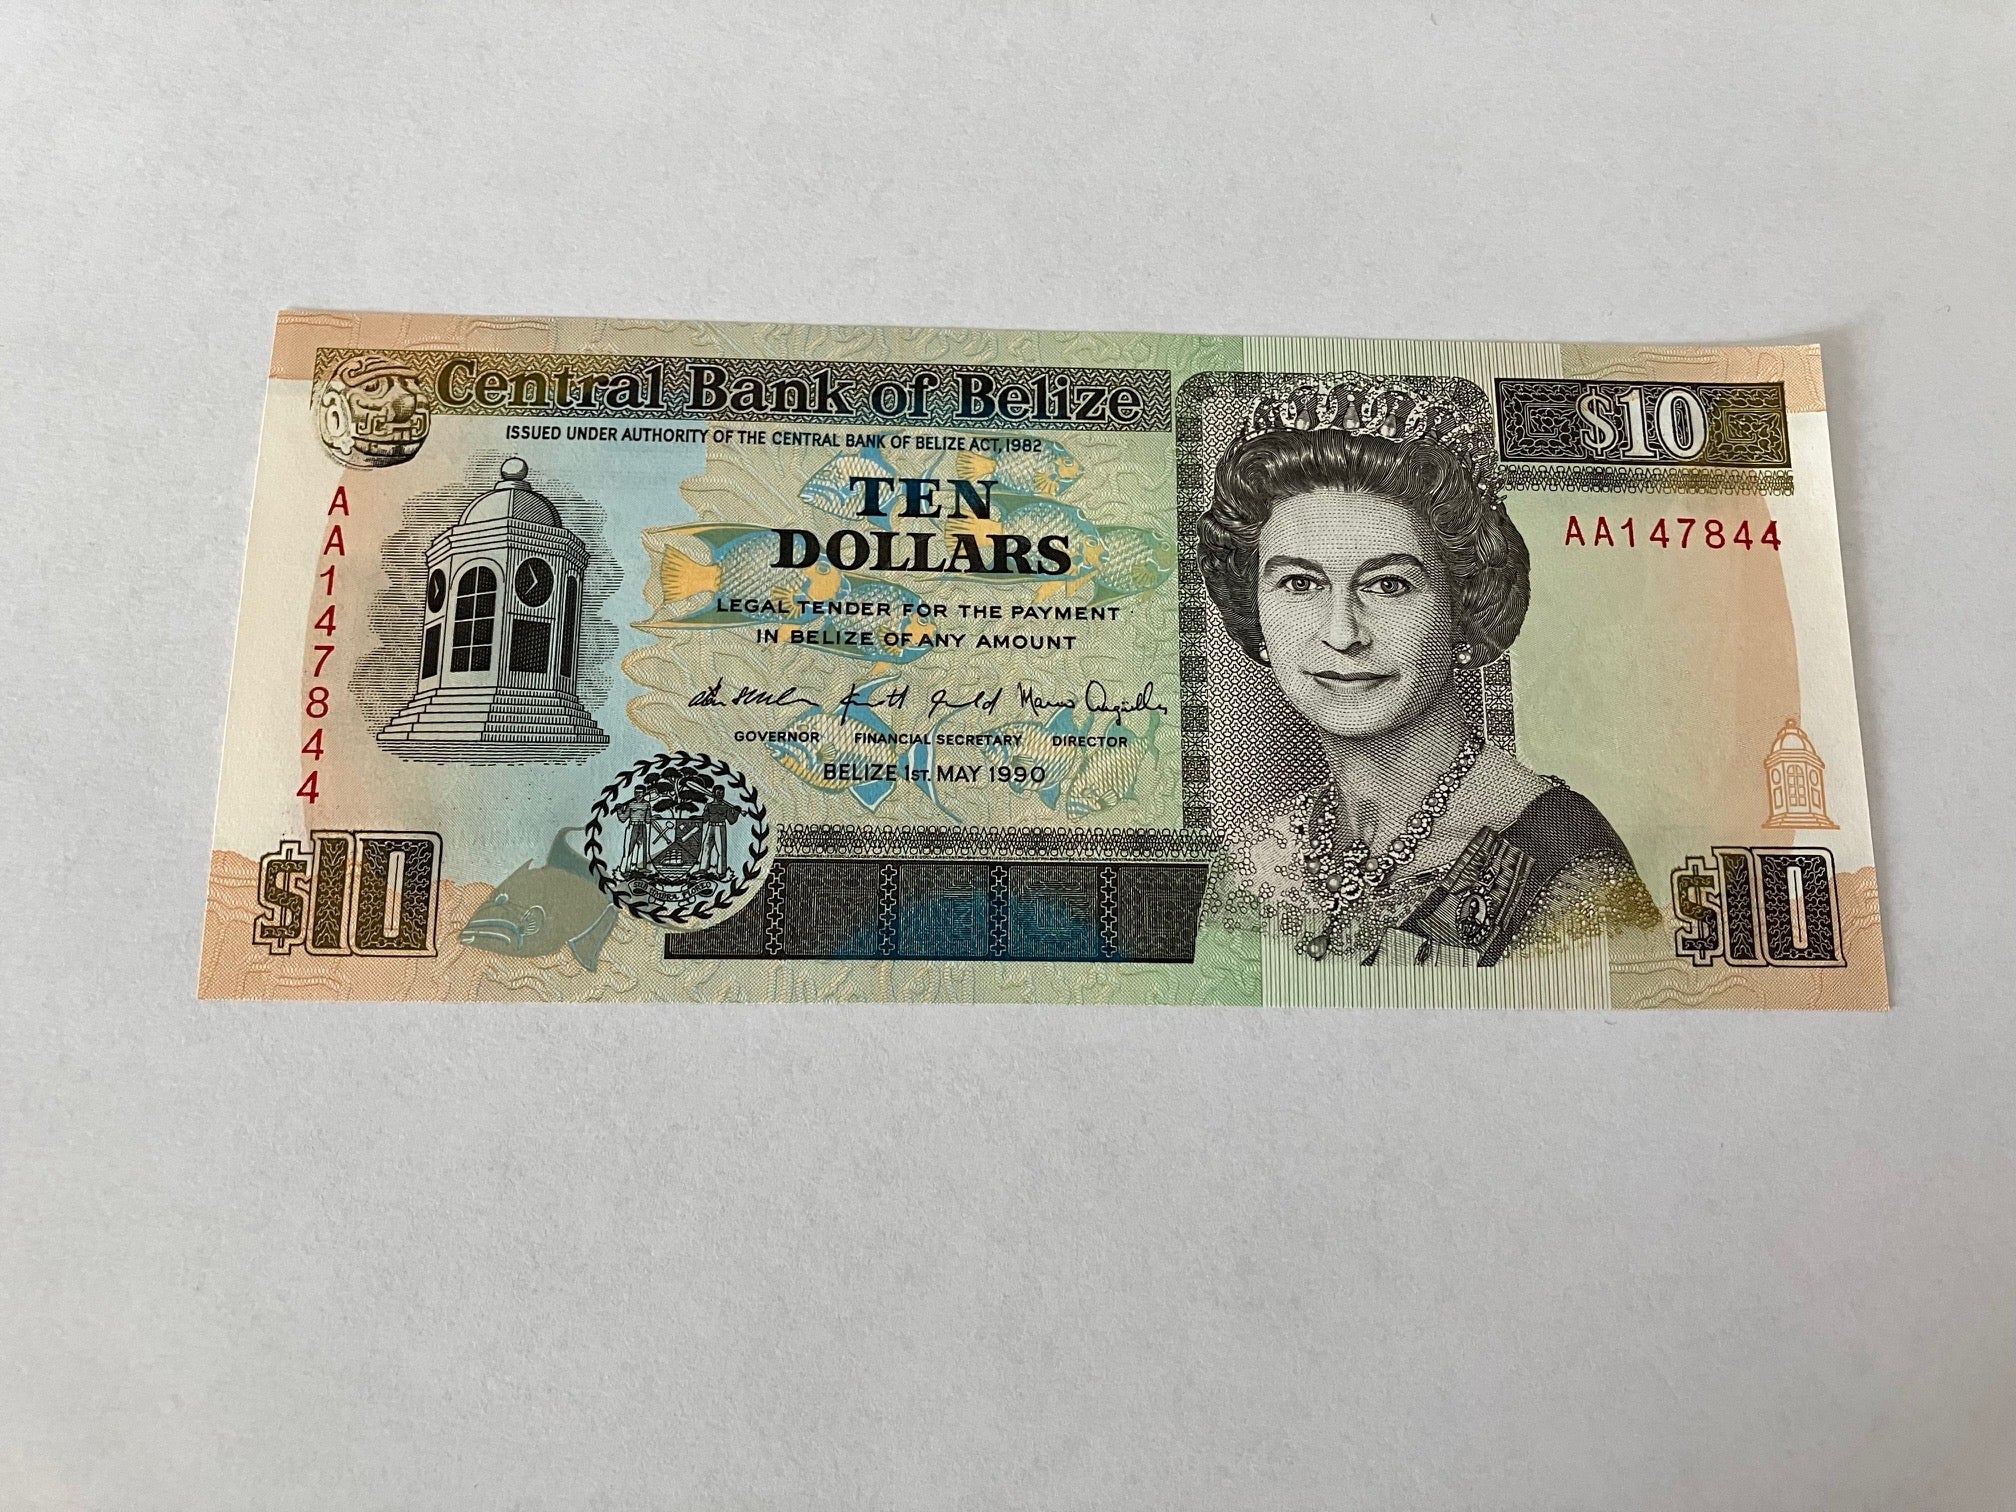 Central Bank of Belize
ISSUED UNDER AUTHORITY OF THE CENTRAL BANK OF BELIZE ACT, 1982
$10
TEN
DOLLARS
AA147844
AA147844
LEGAL TENDER FOR THE PAYMENT
IN BELIZE OF ANY AMOUNT
GOVERNOR FINANCIAL SECRETARY DIRECTOR
BELIZE 1ST. MAY 1990
$10
$10